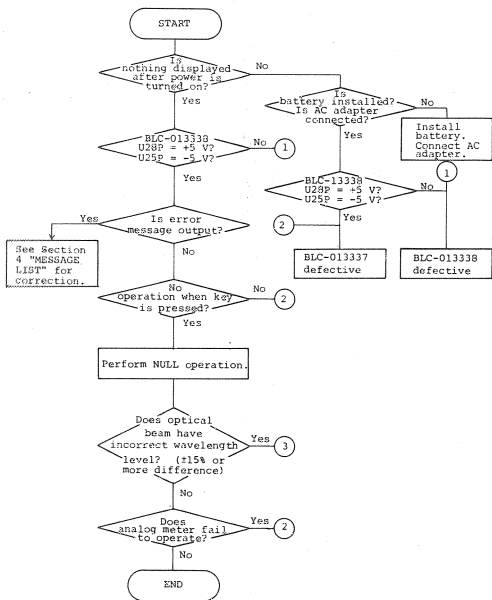 START
Is
nothing displayed
after power is
turned on?
No
Yes
Is
battery installed?
Is AC adapter
connected?
No
Yes
Install
battery.
Connect AC
adapter.
1
BLC-013338
U28P = +5 V?
U25P = -5 V?
No
1
Yes
BLC-13338
U28P = +5 V?
U25P = -5 V?
No
Yes
2
BLC-013337
defective
BLC-013338
defective
Is error
message output?
Yes
No
See Section
4 "MESSAGE
LIST" for
correction.
No
operation when key
is pressed?
No
2
Yes
Perform NULL operation.
Does optical
beam have
incorrect wavelength
level? (±15% or
more difference)
Yes
3
No
Does
analog meter fail
to operate?
Yes
2
No
END